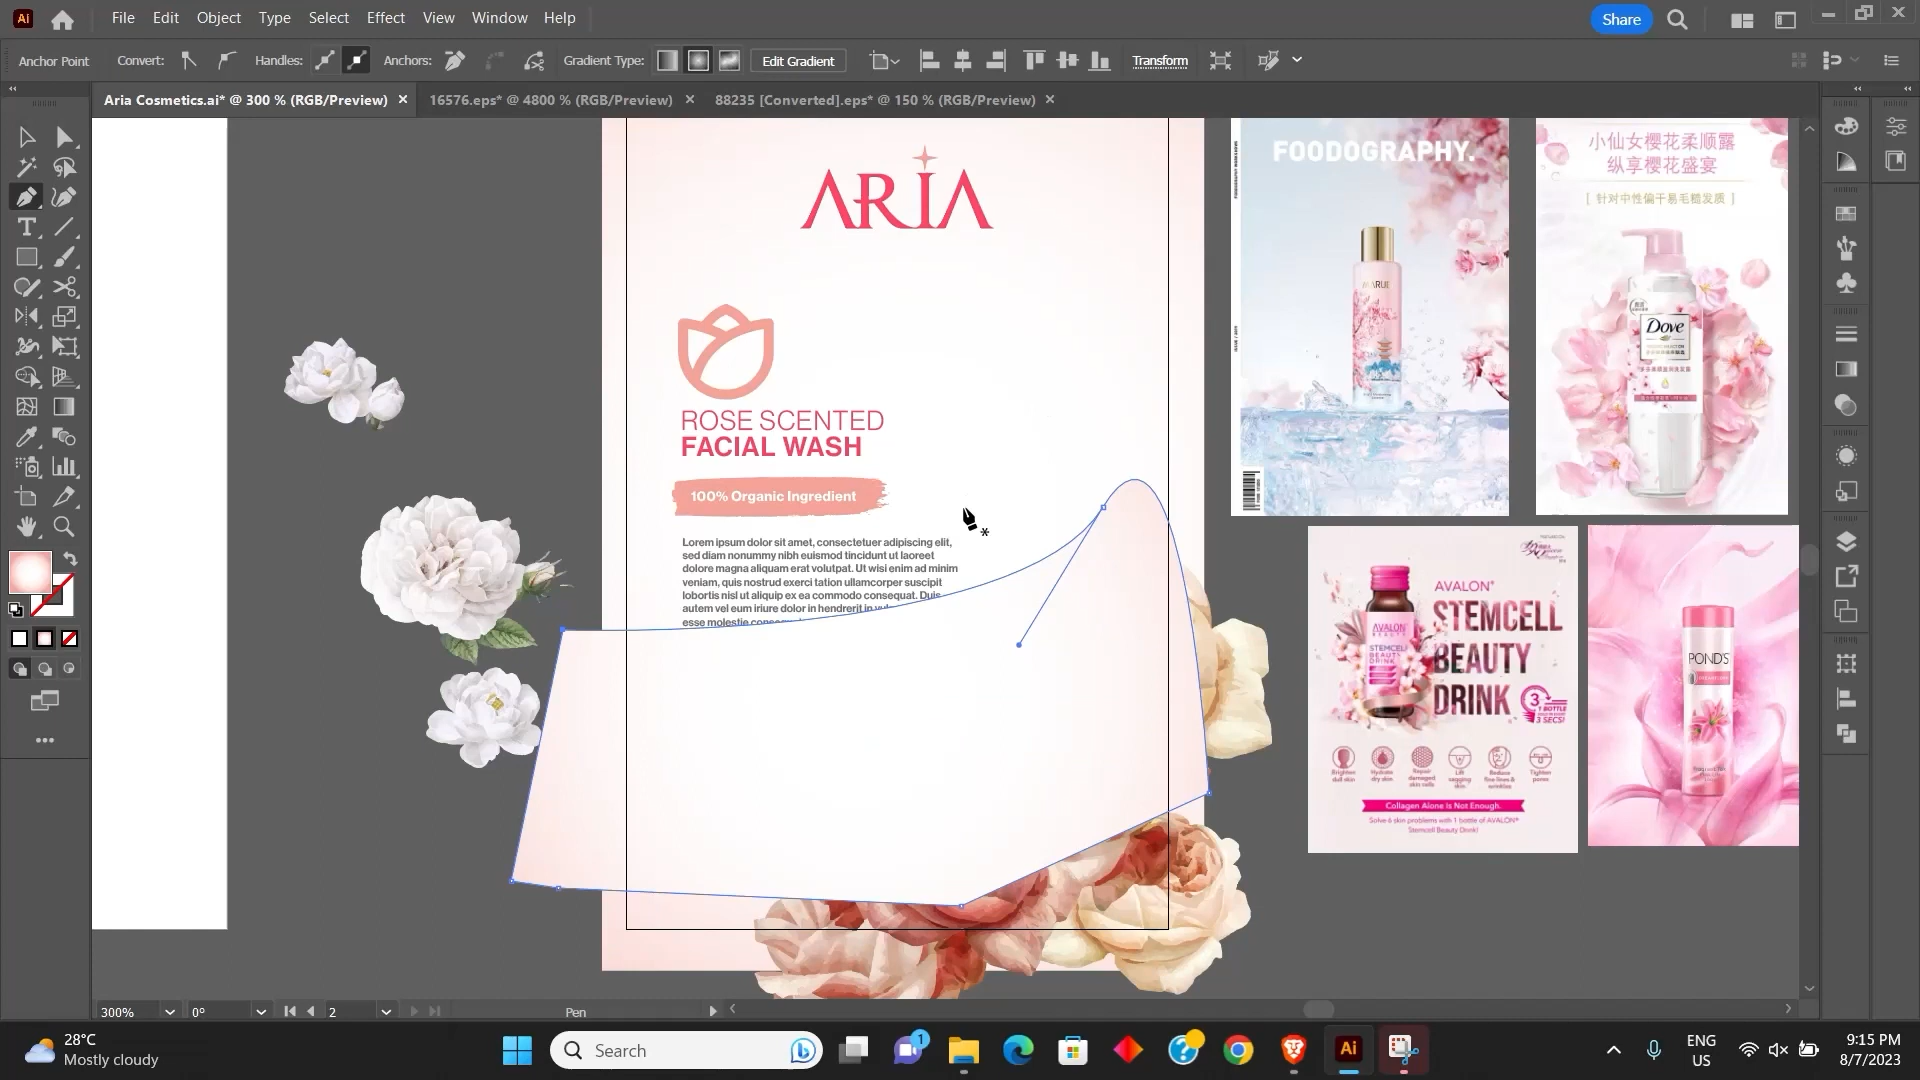 Ai File Edit Object Type Select Effect View Window Help Share
Anchor Point Convert: Handles: Anchors: Gradient Type: Edit Gradient Transform
Aria Cosmetics.ai* @ 300 % (RGB/Preview) × 16576.eps* @ 4800 % (RGB/Preview) × 88235 [Converted].eps* @ 150 % (RGB/Preview) ×
ARIA
ROSE SCENTED
FACIAL WASH
100% Organic Ingredient
Lorem ipsum dolor sit amet, consectetuer adipiscing elit,
sed diam nonummy nibh euismod tincidunt ut laoreet
dolore magna aliquam erat volutpat. Ut wisi enim ad minim
veniam, quis nostrud exerci tation ullamcorper suscipit
lobortis nisl ut aliquip ex ea commodo consequat. Duis
autem vel eum iriure dolor in hendrerit in
esse molestie
FOODOGRAPHY.
小仙女樱花柔顺露
纵享樱花盛宴
[ 针对中性偏干易毛糙发质 ]
Dove
AVALON®
STEMCELL
BEAUTY
DRINK
AVALON
BEAUTY
STEMCELL
BEAUTY
DRINK
3
1 BOTTLE
3 SECS!
Brighten
dull skin
Hydrate
dry skin
Repair
damaged
skin cells
Lift
sagging
skin
Reduce
fine lines &
wrinkles
Tighten
pores
Collagen Alone Is Not Enough.
Solve 6 skin problems with 1 bottle of AVALON®
Stemcell Beauty Drink!
POND'S
300% 0° 2 Pen
28°C
Mostly cloudy
Search
1
Ai
ENG
US
9:15 PM
8/7/2023